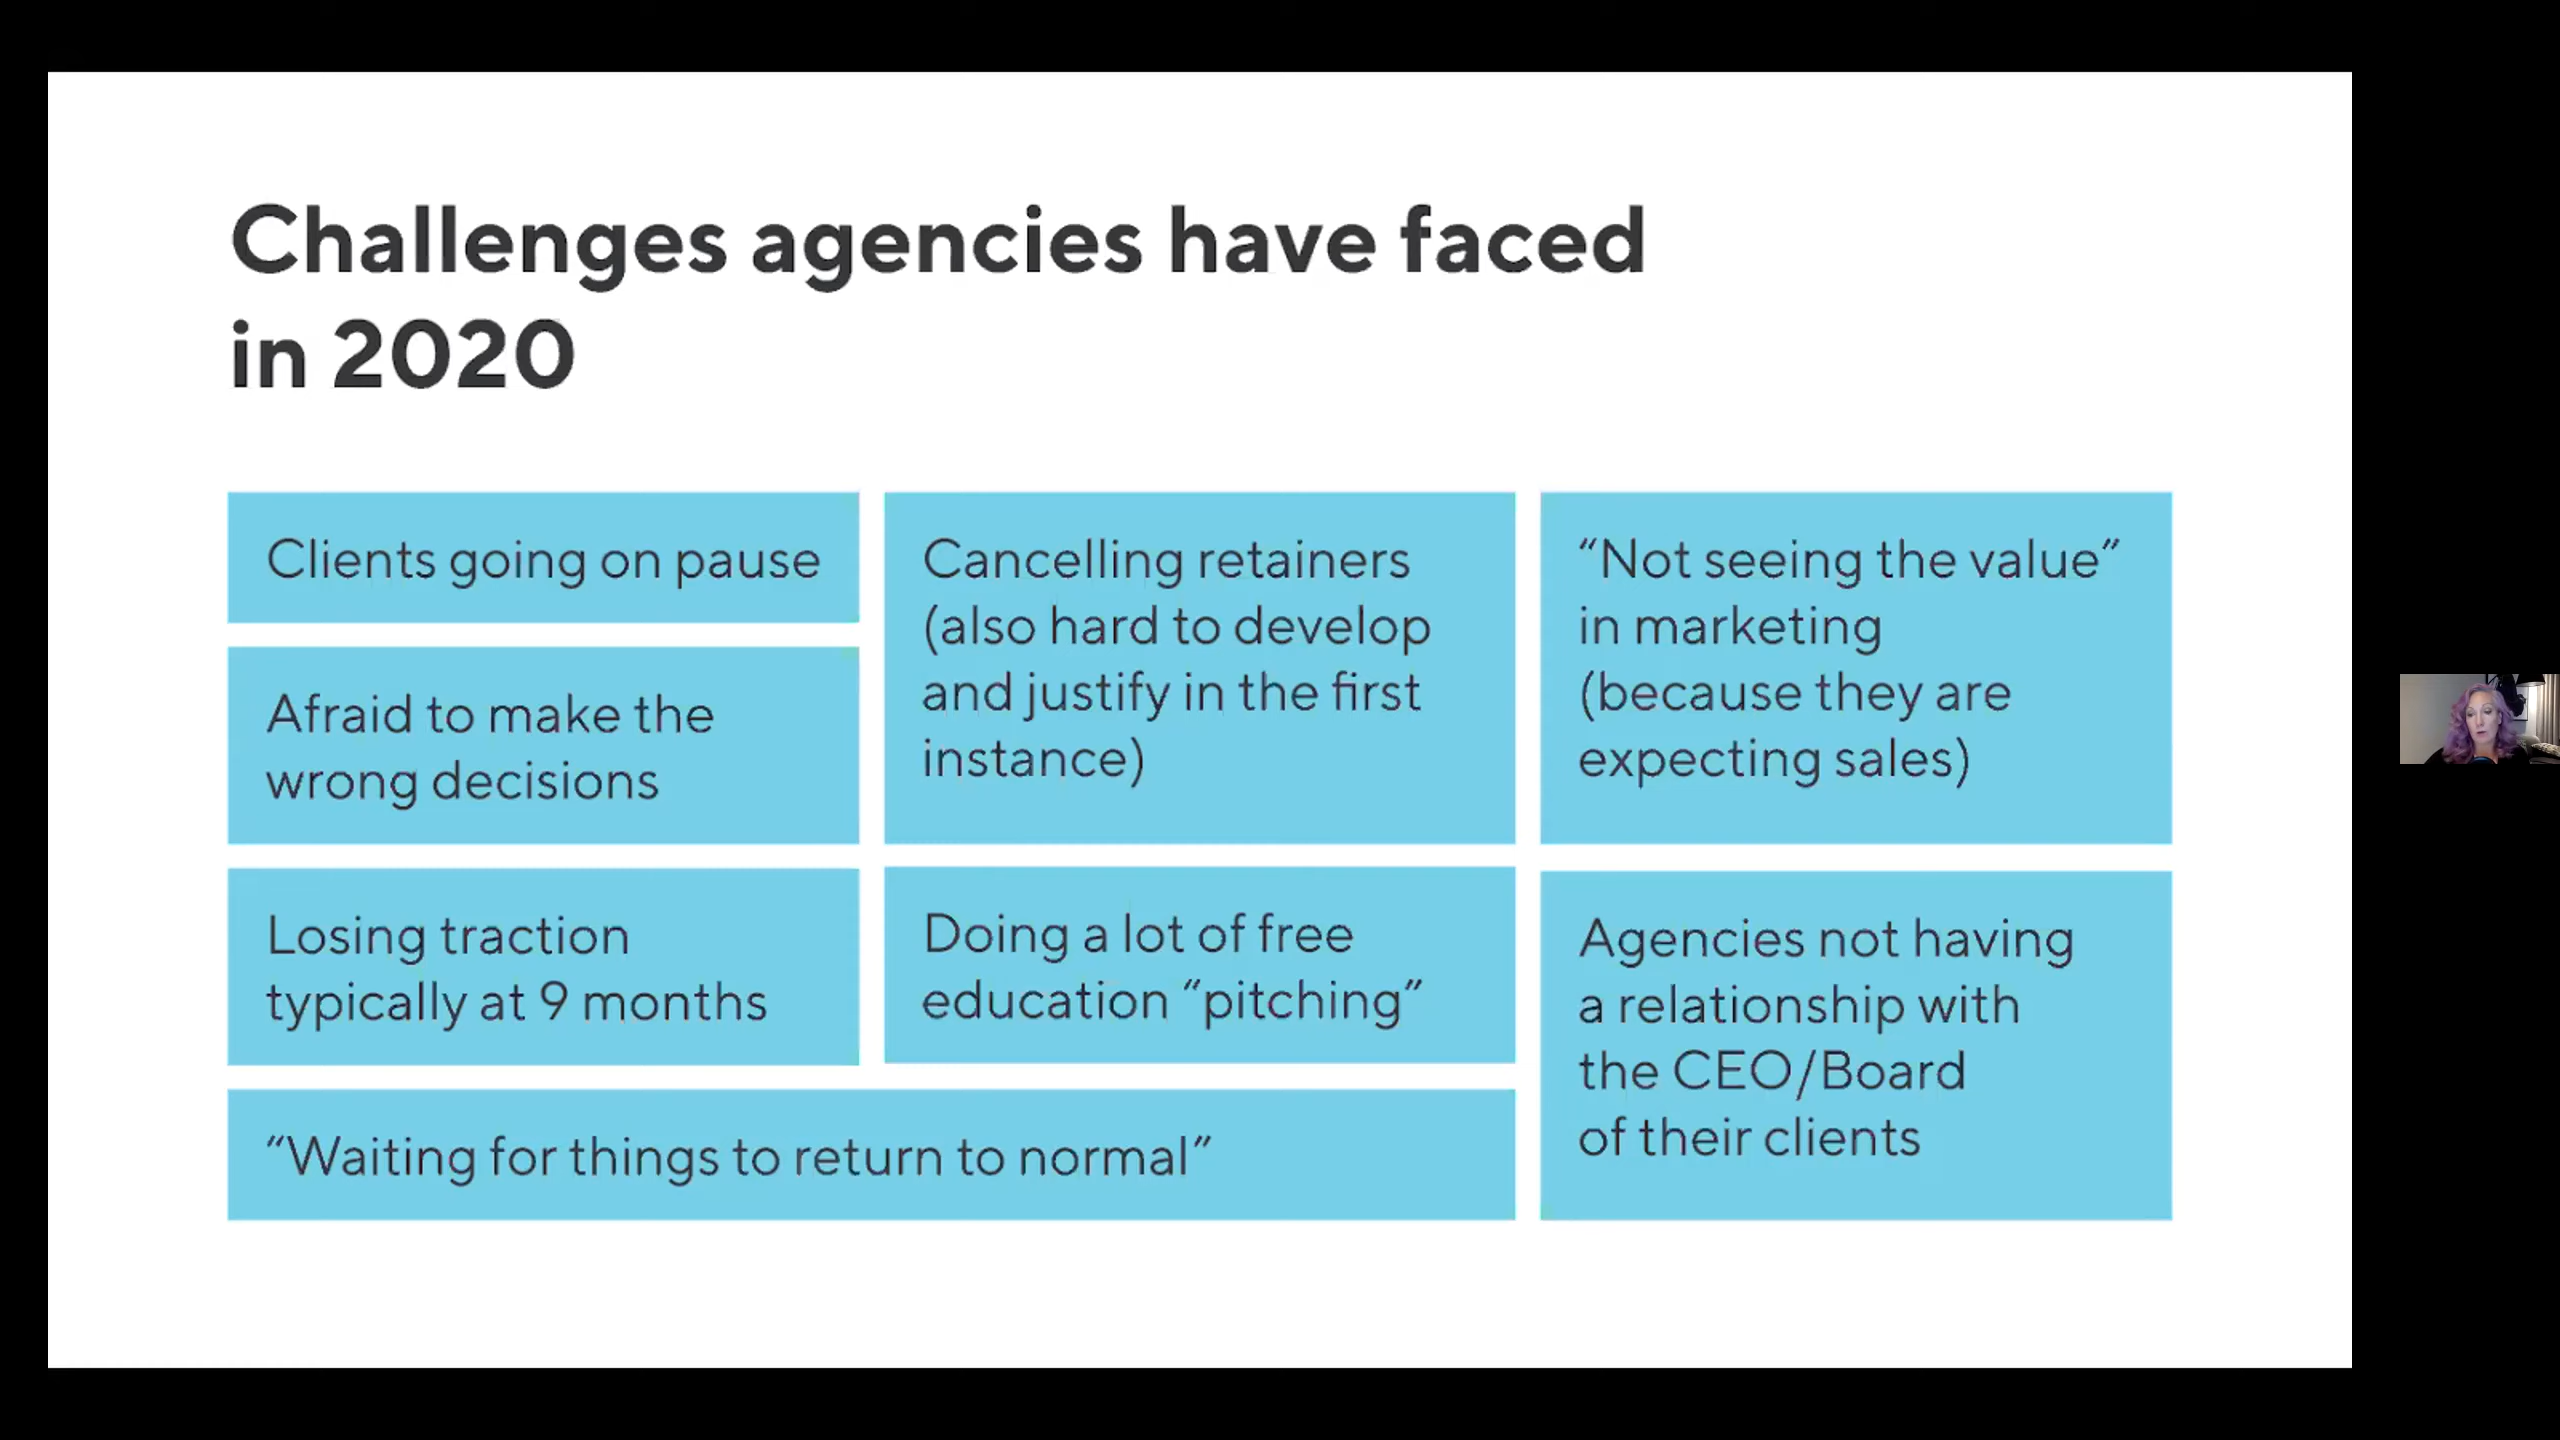 Challenges agencies have faced
in 2020
Clients going on pause
Afraid to make the
wrong decisions
Losing traction
typically at 9 months
Cancelling retainers
(also hard to develop
and justify in the first
instance)
Doing a lot of free
education “pitching”
“Waiting for things to return to normal”
“Not seeing the value”
in marketing
(because they are
expecting sales)
Agencies not having
a relationship with
the CEO/Board
of their clients